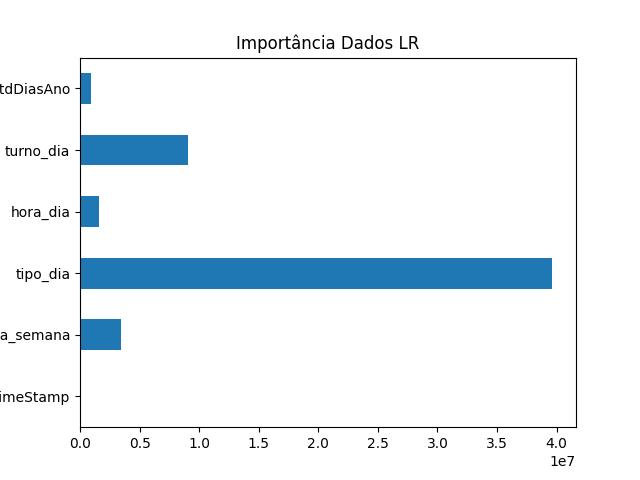 Importância Dados LR
tdDiasAno
turno_dia
hora_dia
tipo_dia
a_semana
imeStamp
0.0 0.5 1.0 1.5 2.0 2.5 3.0 3.5 4.0
1e7